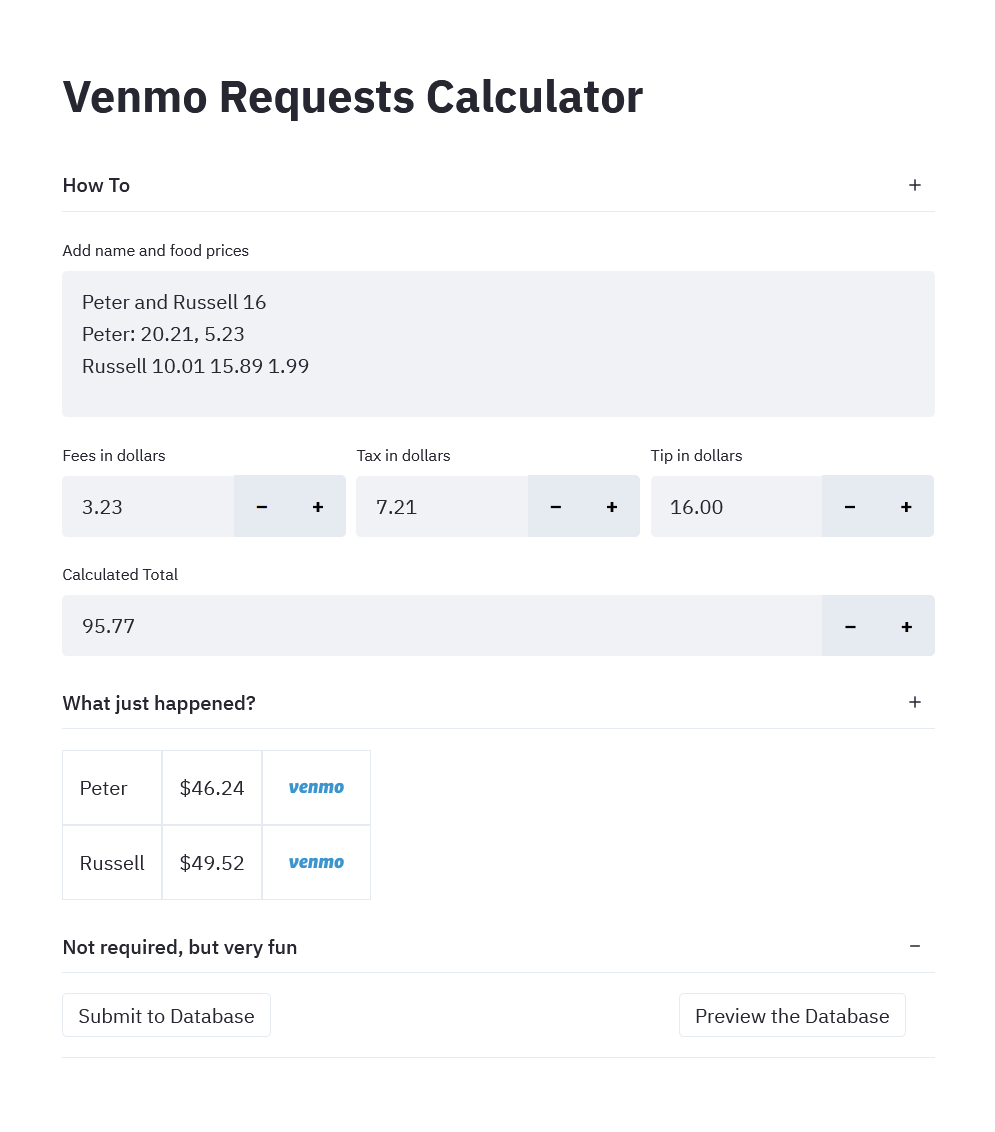 Venmo Requests Calculator
How To
Add name and food prices
Peter and Russell 16
Peter: 20.21, 5.23
Russell 10.01 15.89 1.99
Fees in dollars Tax in dollars Tip in dollars
3.23 − + 7.21 − + 16.00 − +
Calculated Total
95.77 − +
What just happened?
Peter $46.24 venmo
Russell $49.52 venmo
Not required, but very fun
Submit to Database Preview the Database